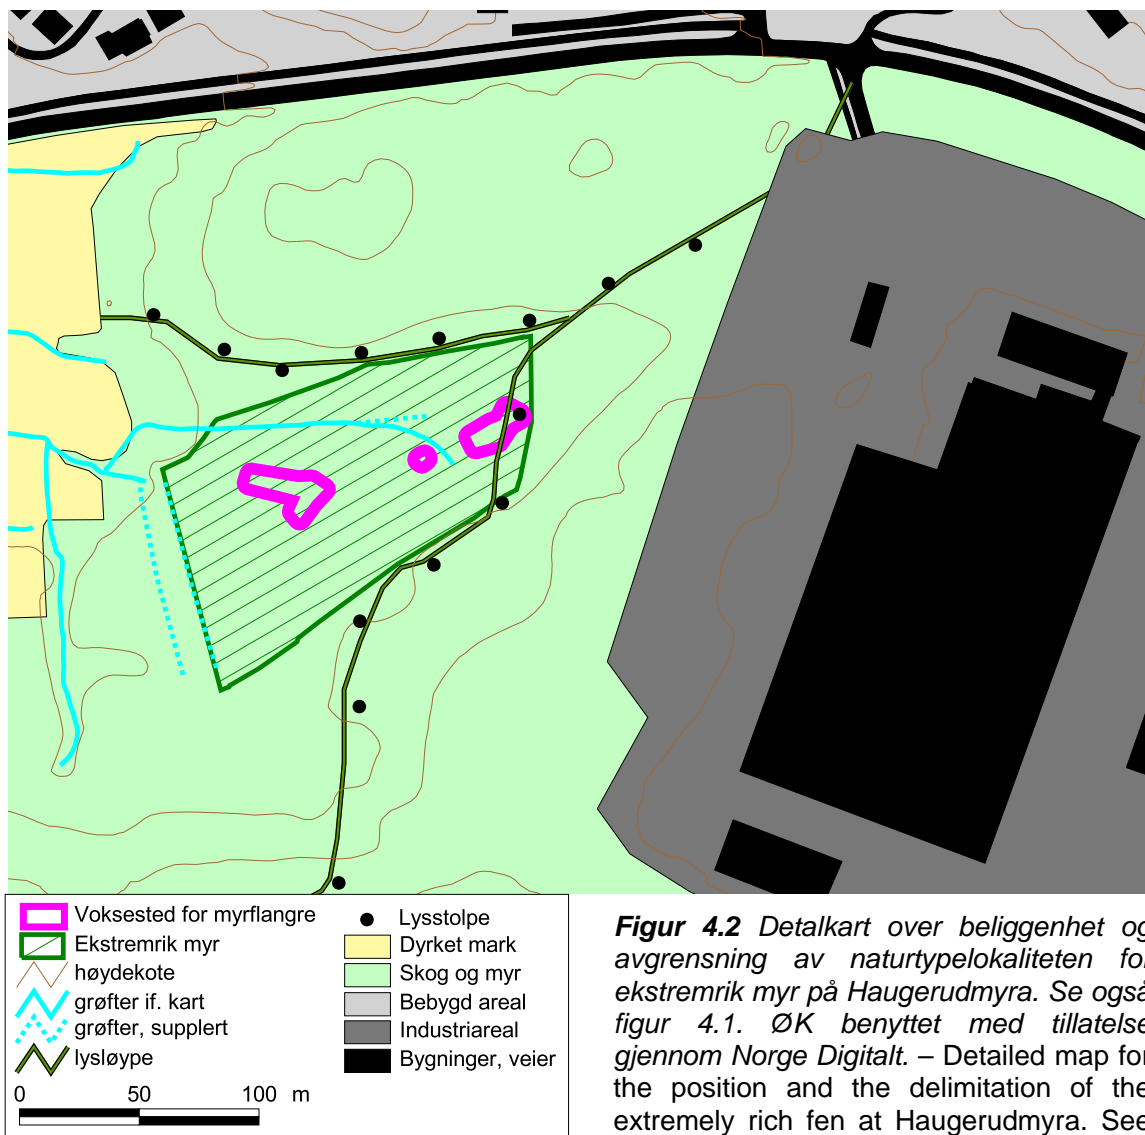 Voksested for myrflangre
Ekstremrik myr
høydekote
grøfter if. kart
grøfter, supplert
lysløype
0 50 100 m
Lysstolpe
Dyrket mark
Skog og myr
Bebygd areal
Industriareal
Bygninger, veier
Figur 4.2 Detalkart over beliggenhet og
avgrensning av naturtypelokaliteten for
ekstremrik myr på Haugerudmyra. Se også
figur 4.1. ØK benyttet med tillatelse
gjennom Norge Digitalt. – Detailed map for
the position and the delimitation of the
extremely rich fen at Haugerudmyra. See